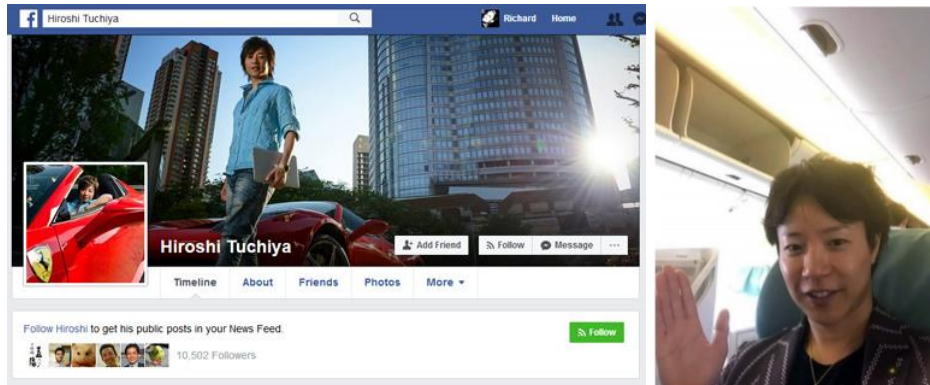 Hiroshi Tuchiya
Richard Home
Hiroshi Tuchiya
Add Friend Follow Message
Timeline About Friends Photos More
Follow Hiroshi to get his public posts in your News Feed.
Follow
10,502 Followers